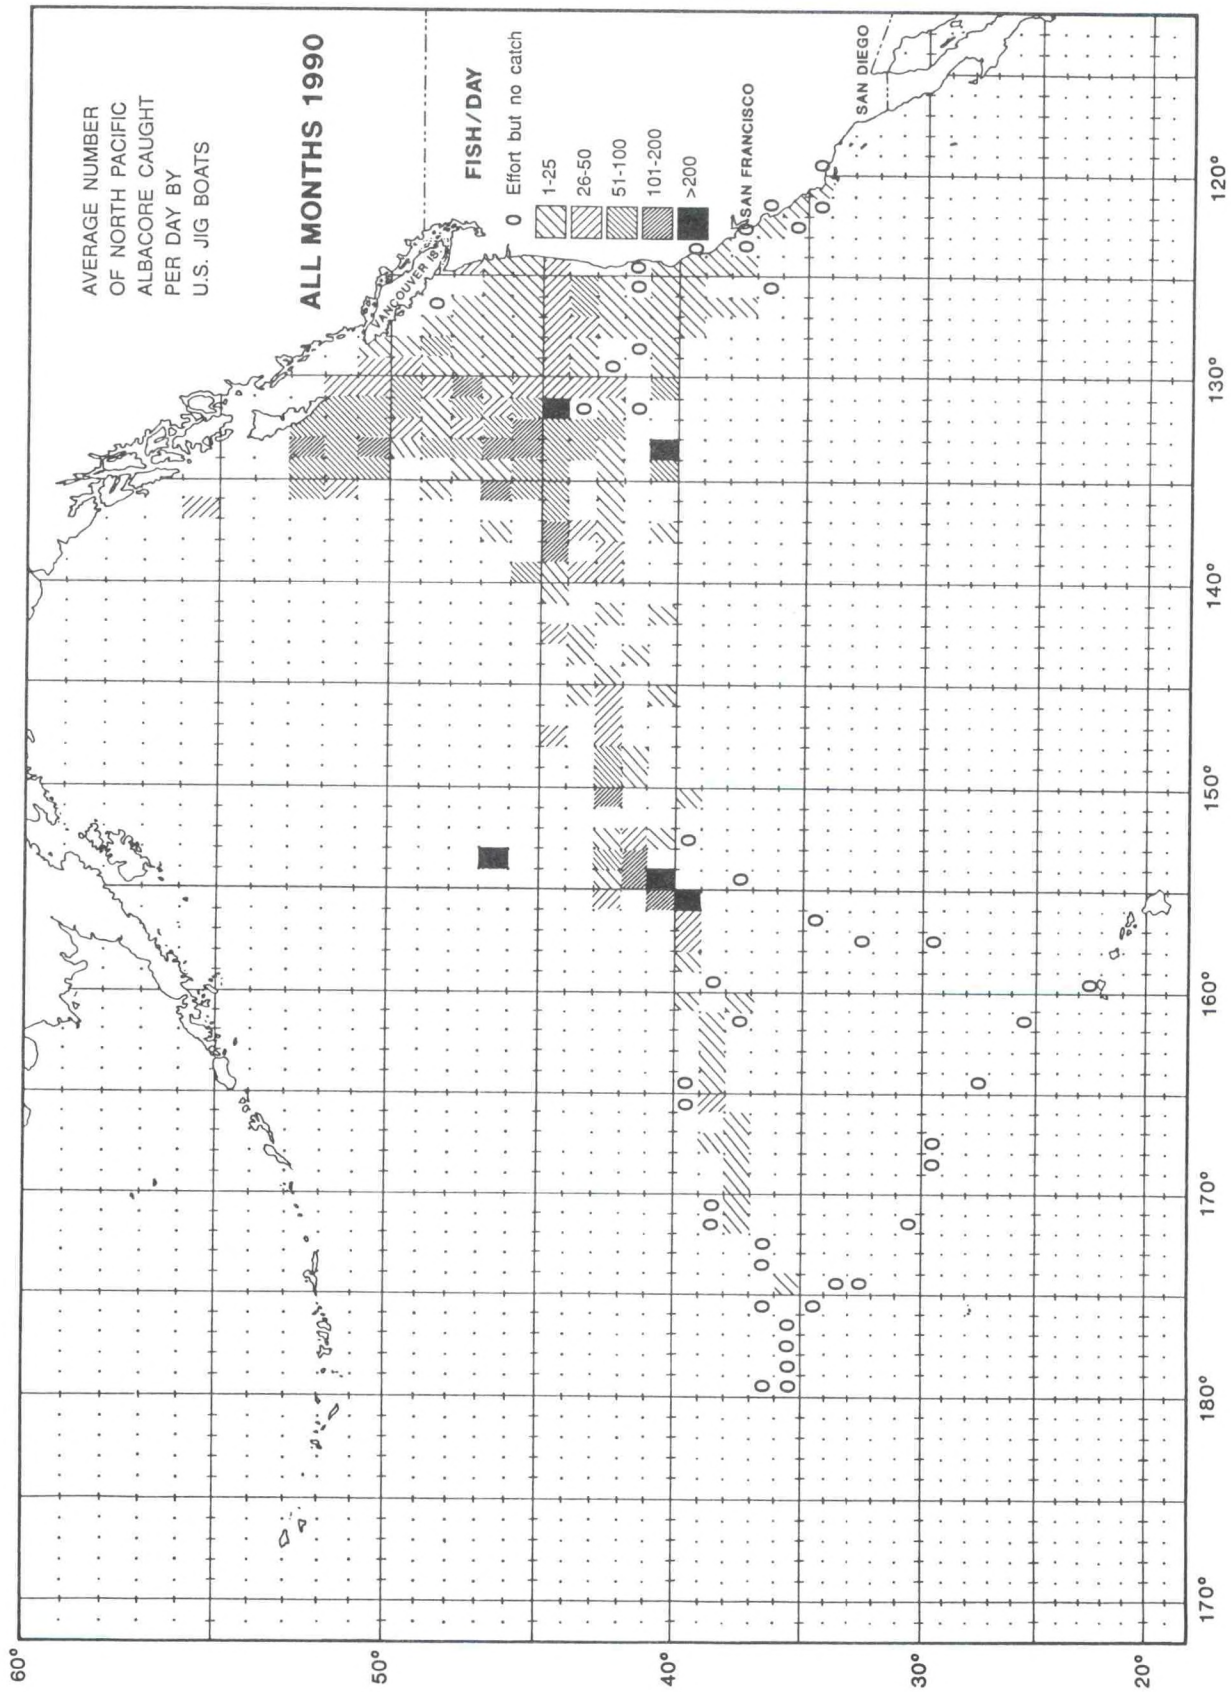 AVERAGE NUMBER
OF NORTH PACIFIC
ALBACORE CAUGHT
PER DAY BY
U.S. JIG BOATS
ALL MONTHS 1990
FISH/DAY
0 Effort but no catch
1-25
26-50
51-100
101-200
>200
VANCOUVER IS.
SAN FRANCISCO
SAN DIEGO
60°
50°
40°
30°
20°
170°
180°
170°
160°
150°
140°
130°
120°